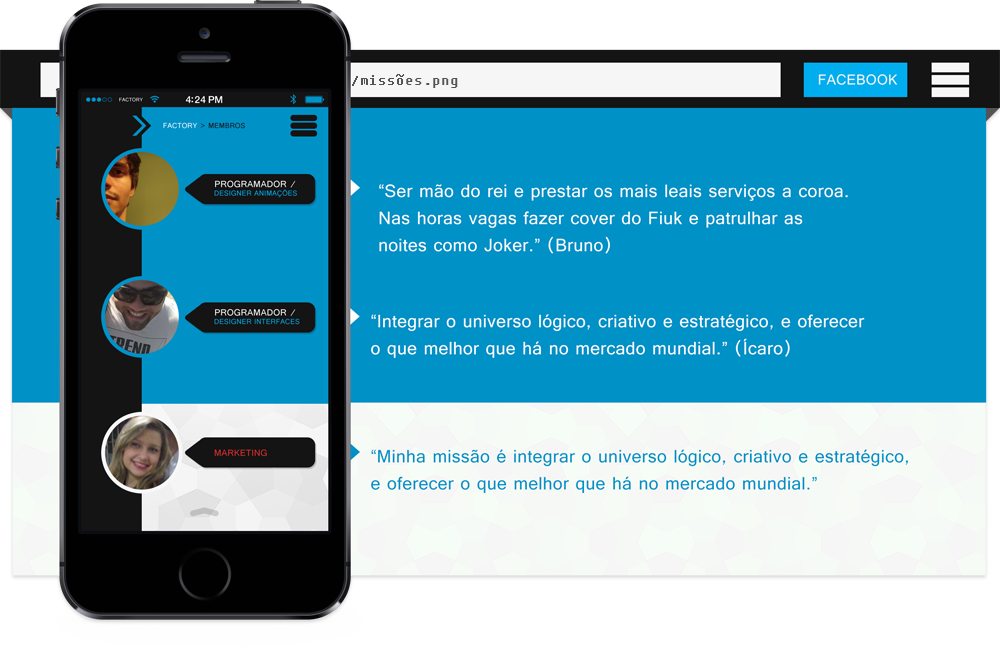 /missões.png
FACEBOOK
FACTORY
4:24 PM
FACTORY > MEMBROS
PROGRAMADOR /
DESIGNER ANIMAÇÕES
“Ser mão do rei e prestar os mais leais serviços a coroa.
Nas horas vagas fazer cover do Fiuk e patrulhar as
noites como Joker.” (Bruno)
PROGRAMADOR /
DESIGNER INTERFACES
“Integrar o universo lógico, criativo e estratégico, e oferecer
o que melhor que há no mercado mundial.” (Ícaro)
MARKETING
“Minha missão é integrar o universo lógico, criativo e estratégico,
e oferecer o que melhor que há no mercado mundial.”